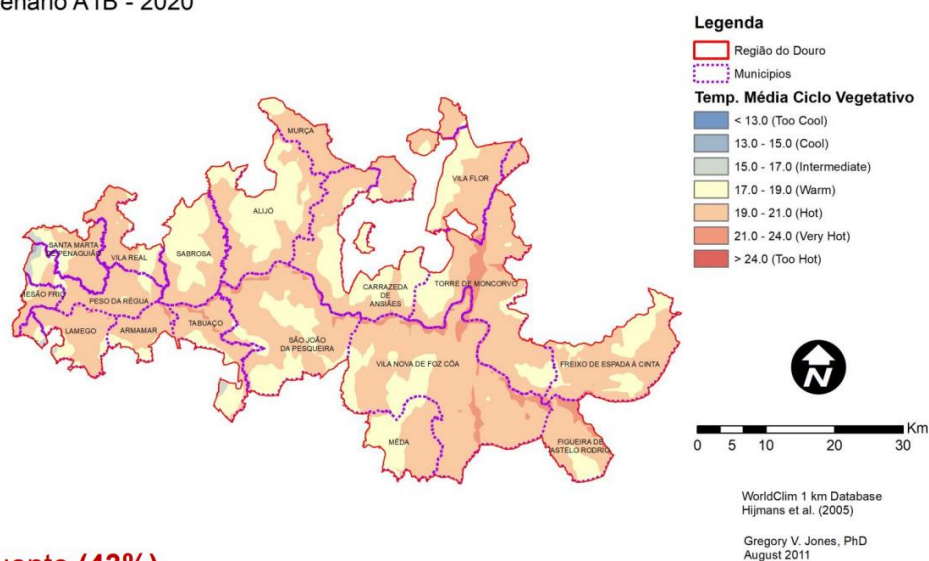 A1B - 2020
Legenda
Região do Douro
Municipios
Temp. Média Ciclo Vegetativo
< 13.0 (Too Cool)
13.0 - 15.0 (Cool)
15.0 - 17.0 (Intermediate)
17.0 - 19.0 (Warm)
19.0 - 21.0 (Hot)
21.0 - 24.0 (Very Hot)
> 24.0 (Too Hot)
MURÇA
VILA FLOR
ALIJÓ
SANTA MARTA
DE PENAGUIÃO
VILA REAL
SABROSA
CARRAZEDA
DE
ANSIÃES
TORRE DE MONCORVO
MESÃO FRIO
PESO DA RÉGUA
LAMEGO
ARMAMAR
TABUAÇO
SÃO JOÃO
DA PESQUEIRA
VILA NOVA DE FOZ CÔA
FREIXO DE ESPADA À CINTA
MÊDA
FIGUEIRA DE
CASTELO RODRIGO
N
Km
0 5 10 20 30
WorldClim 1 km Database
Hijmans et al. (2005)
Gregory V. Jones, PhD
August 2011